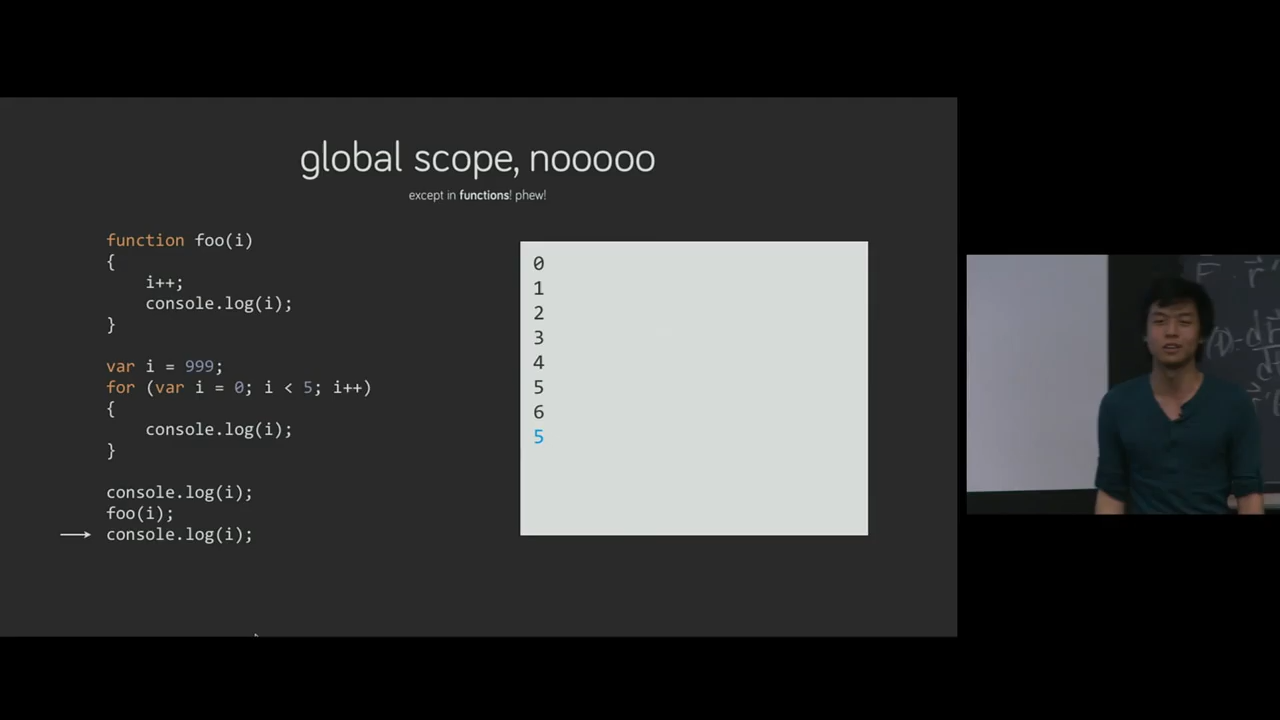 global scope, nooooo
except in functions! phew!
function foo(i)
{
i++;
console.log(i);
}
var i = 999;
for (var i = 0; i < 5; i++)
{
console.log(i);
}
console.log(i);
foo(i);
console.log(i);
0
1
2
3
4
5
6
5